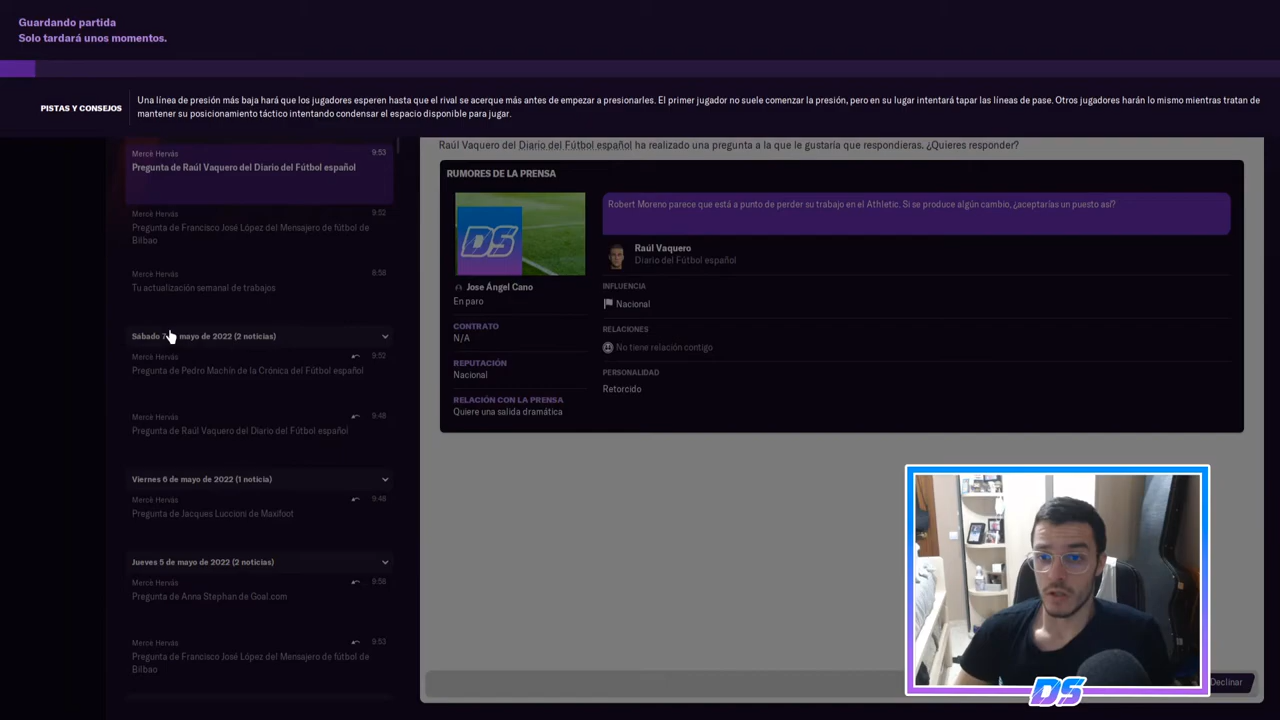 Guardando partida
Solo tardará unos momentos.
PISTAS Y CONSEJOS
Una línea de presión más baja hará que los jugadores esperen hasta que el rival se acerque más antes de empezar a presionarles. El primer jugador no suele comenzar la presión, pero en su lugar intentará tapar las líneas de pase. Otros jugadores harán lo mismo mientras tratan de
mantener su posicionamiento táctico intentando condensar el espacio disponible para jugar.
Mercè Hervás 9:53
Pregunta de Raúl Vaquero del Diario del Fútbol español
Mercè Hervás 9:52
Pregunta de Francisco José López del Mensajero de fútbol de
Bilbao
Mercè Hervás 8:58
Tu actualización semanal de trabajos
Sábado 7 de mayo de 2022 (2 noticias)
Mercè Hervás 9:52
Pregunta de Pedro Machín de la Crónica del Fútbol español
Mercè Hervás 9:48
Pregunta de Raúl Vaquero del Diario del Fútbol español
Viernes 6 de mayo de 2022 (1 noticia)
Mercè Hervás 9:48
Pregunta de Jacques Luccioni de Maxifoot
Jueves 5 de mayo de 2022 (2 noticias)
Mercè Hervás 9:58
Pregunta de Anna Stephan de Goal.com
Mercè Hervás 9:53
Pregunta de Francisco José López del Mensajero de fútbol de
Bilbao
Raúl Vaquero del Diario del Fútbol español ha realizado una pregunta a la que le gustaría que respondieras. ¿Quieres responder?
RUMORES DE LA PRENSA
DS
Jose Ángel Cano
En paro
CONTRATO
N/A
REPUTACIÓN
Nacional
RELACIÓN CON LA PRENSA
Quiere una salida dramática
Robert Moreno parece que está a punto de perder su trabajo en el Athletic. Si se produce algún cambio, ¿aceptarías un puesto así?
Raúl Vaquero
Diario del Fútbol español
INFLUENCIA
Nacional
RELACIONES
No tiene relación contigo
PERSONALIDAD
Retorcido
Declinar
DS